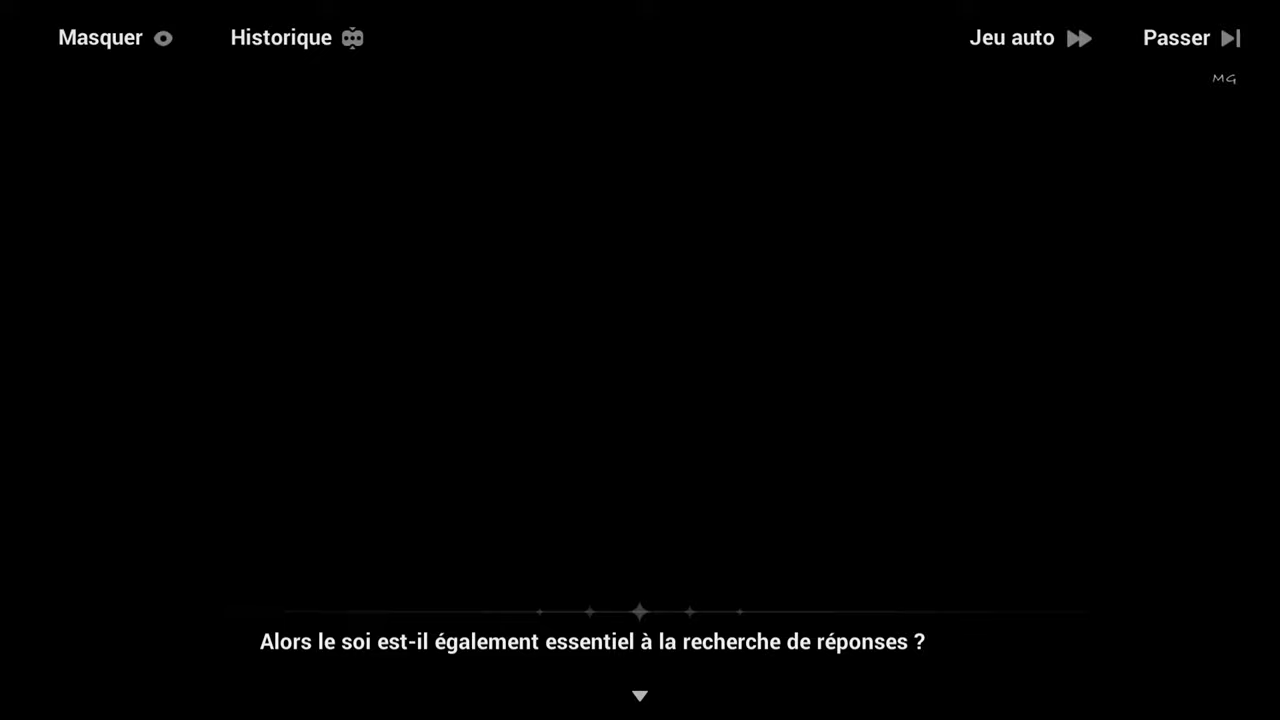 Masquer Historique Jeu auto Passer
MG
Alors le soi est-il également essentiel à la recherche de réponses ?